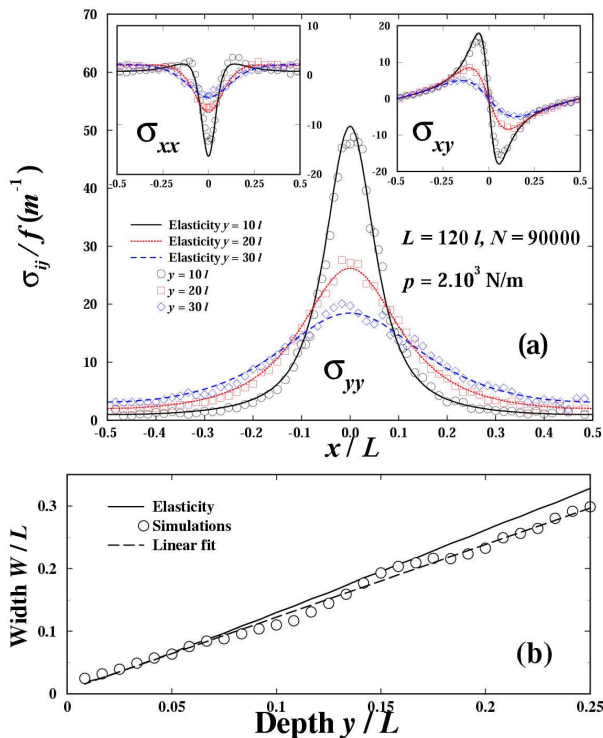 (a)
70
60
50
40
30
20
10
0
σij / f (m⁻¹)
0
-10
-20
-0.5 -0.25 0 0.25 0.5
σxx
20
10
0
-10
-20
-0.5 -0.25 0 0.25 0.5
σxy
Elasticity y = 10 l
Elasticity y = 20 l
Elasticity y = 30 l
y = 10 l
y = 20 l
y = 30 l
L = 120 l, N = 90000
p = 2.10³ N/m
(a)
σyy
-0.5 -0.4 -0.3 -0.2 -0.1 0.0 0.1 0.2 0.3 0.4 0.5
x / L
Width W / L
0.3
0.2
0.1
0
Elasticity
Simulations
Linear fit
(b)
0 0.05 0.1 0.15 0.2 0.25
Depth y / L